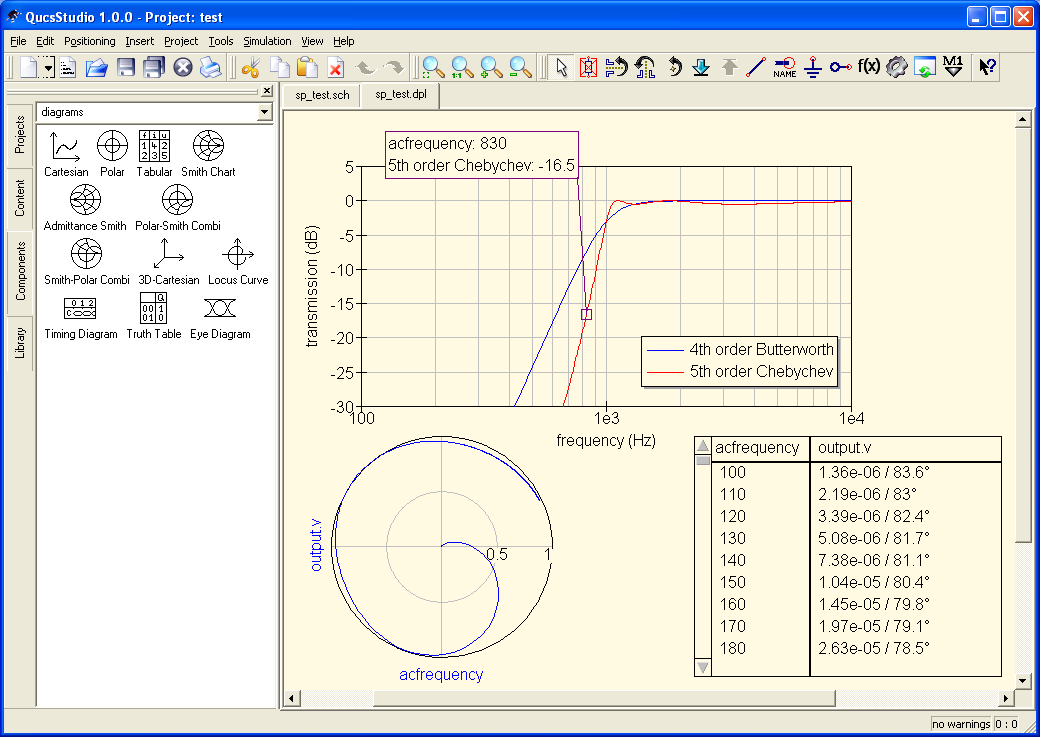 QucsStudio 1.0.0 - Project: test
File Edit Positioning Insert Project Tools Simulation View Help
1:1 NAME f(x) M1 ?
sp_test.sch sp_test.dpl
Projects
Content
Components
Library
diagrams
Cartesian Polar Tabular Smith Chart
Admittance Smith Polar-Smith Combi
Smith-Polar Combi 3D-Cartesian Locus Curve
Timing Diagram Truth Table Eye Diagram
acfrequency: 830
5th order Chebychev: -16.5
transmission (dB)
5
0
-5
-10
-15
-20
-25
-30
100 1e3 1e4
frequency (Hz)
4th order Butterworth
5th order Chebychev
output.v
0.5 1
acfrequency
acfrequency output.v
100 1.36e-06 / 83.6°
110 2.19e-06 / 83°
120 3.39e-06 / 82.4°
130 5.08e-06 / 81.7°
140 7.38e-06 / 81.1°
150 1.04e-05 / 80.4°
160 1.45e-05 / 79.8°
170 1.97e-05 / 79.1°
180 2.63e-05 / 78.5°
no warnings 0 : 0